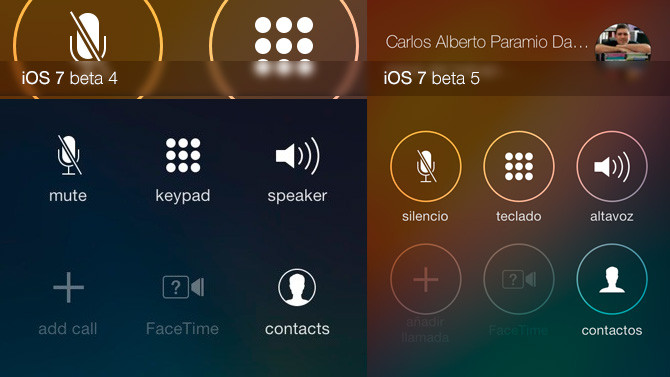 iOS 7 beta 4
mute
keypad
speaker
?
add call
FaceTime
contacts
Carlos Alberto Paramio Da...
iOS 7 beta 5
silencio
teclado
altavoz
?
añadir
llamada
FaceTime
contactos